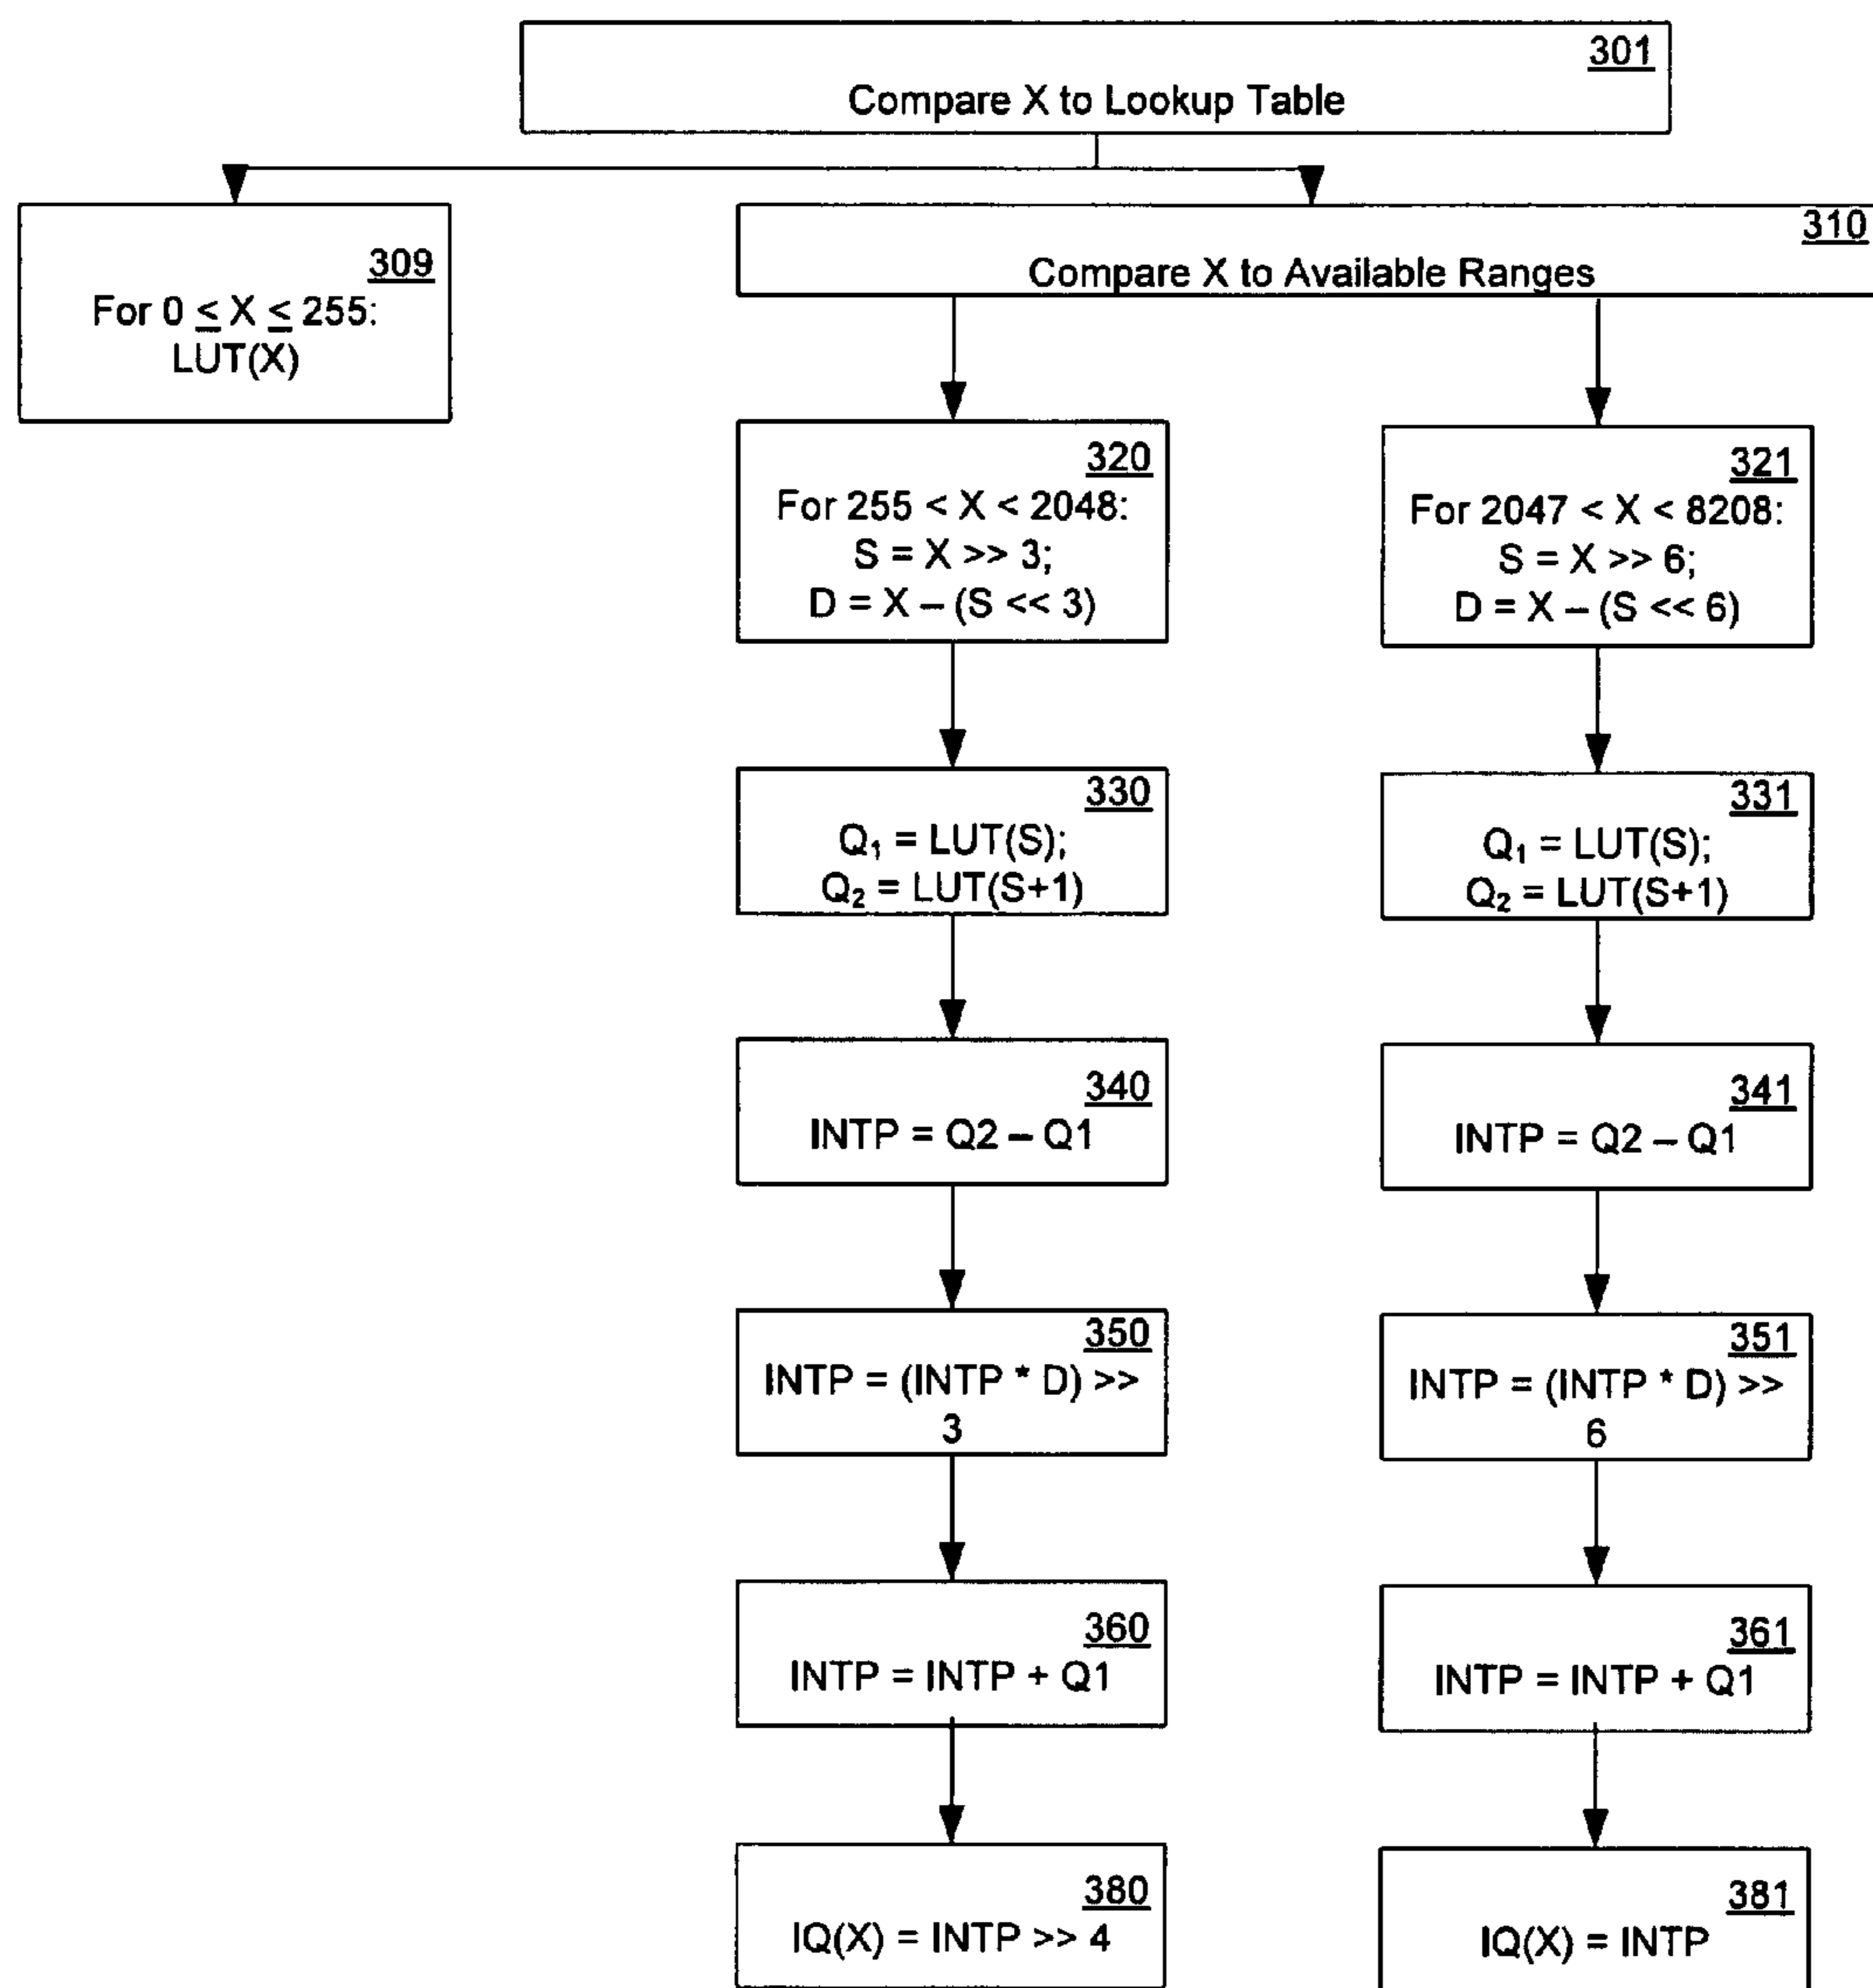 301
Compare X to Lookup Table
309
For 0 ≤ X ≤ 255:
LUT(X)
310
Compare X to Available Ranges
320
For 255 < X < 2048:
S = X >> 3;
D = X – (S << 3)
321
For 2047 < X < 8208:
S = X >> 6;
D = X – (S << 6)
330
Q₁ = LUT(S);
Q₂ = LUT(S+1)
331
Q₁ = LUT(S);
Q₂ = LUT(S+1)
340
INTP = Q2 – Q1
341
INTP = Q2 – Q1
350
INTP = (INTP * D) >>
3
351
INTP = (INTP * D) >>
6
360
INTP = INTP + Q1
361
INTP = INTP + Q1
380
IQ(X) = INTP >> 4
381
IQ(X) = INTP